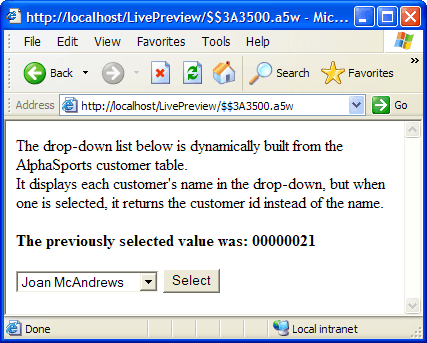 http://localhost/LivePreview/$$3A3500.a5w - Mic...
File Edit View Favorites Tools Help
Back Search Favorites
Address http://localhost/LivePreview/$$3A3500.a5w Go
The drop-down list below is dynamically built from the
AlphaSports customer table.
It displays each customer's name in the drop-down, but when
one is selected, it returns the customer id instead of the name.
The previously selected value was: 00000021
Joan McAndrews Select
Done Local intranet